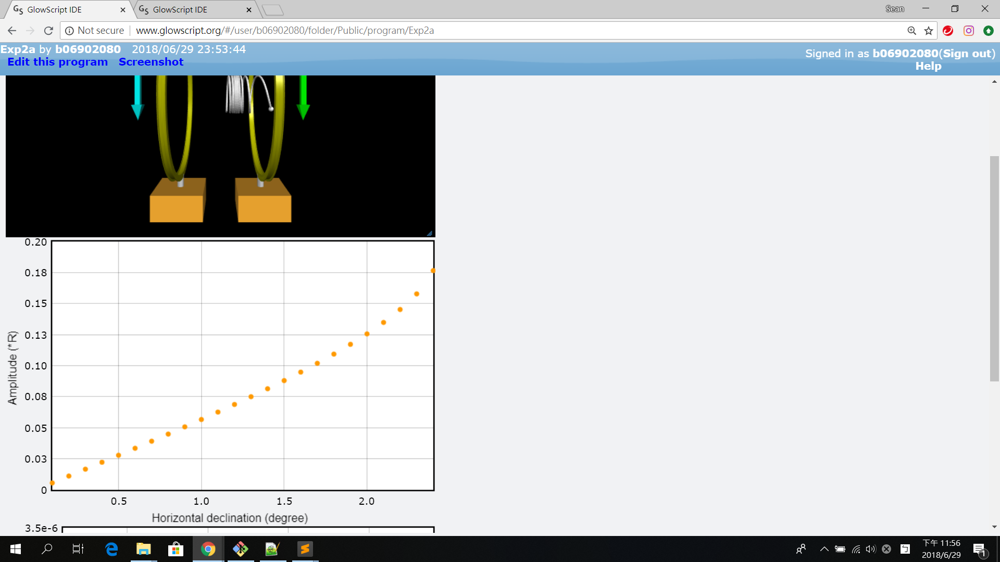 GlowScript IDE
GlowScript IDE
Sean
Not secure
www.glowscript.org/#/user/b06902080/folder/Public/program/Exp2a
Exp2a by b06902080 2018/06/29 23:53:44
Signed in as b06902080(Sign out)
Edit this program Screenshot
Help
0.20
0.18
0.15
0.13
0.10
0.08
0.05
0.03
0
Amplitude (*R)
0.5 1.0 1.5 2.0
Horizontal declination (degree)
3.5e-6
下午 11:56
2018/6/29
1